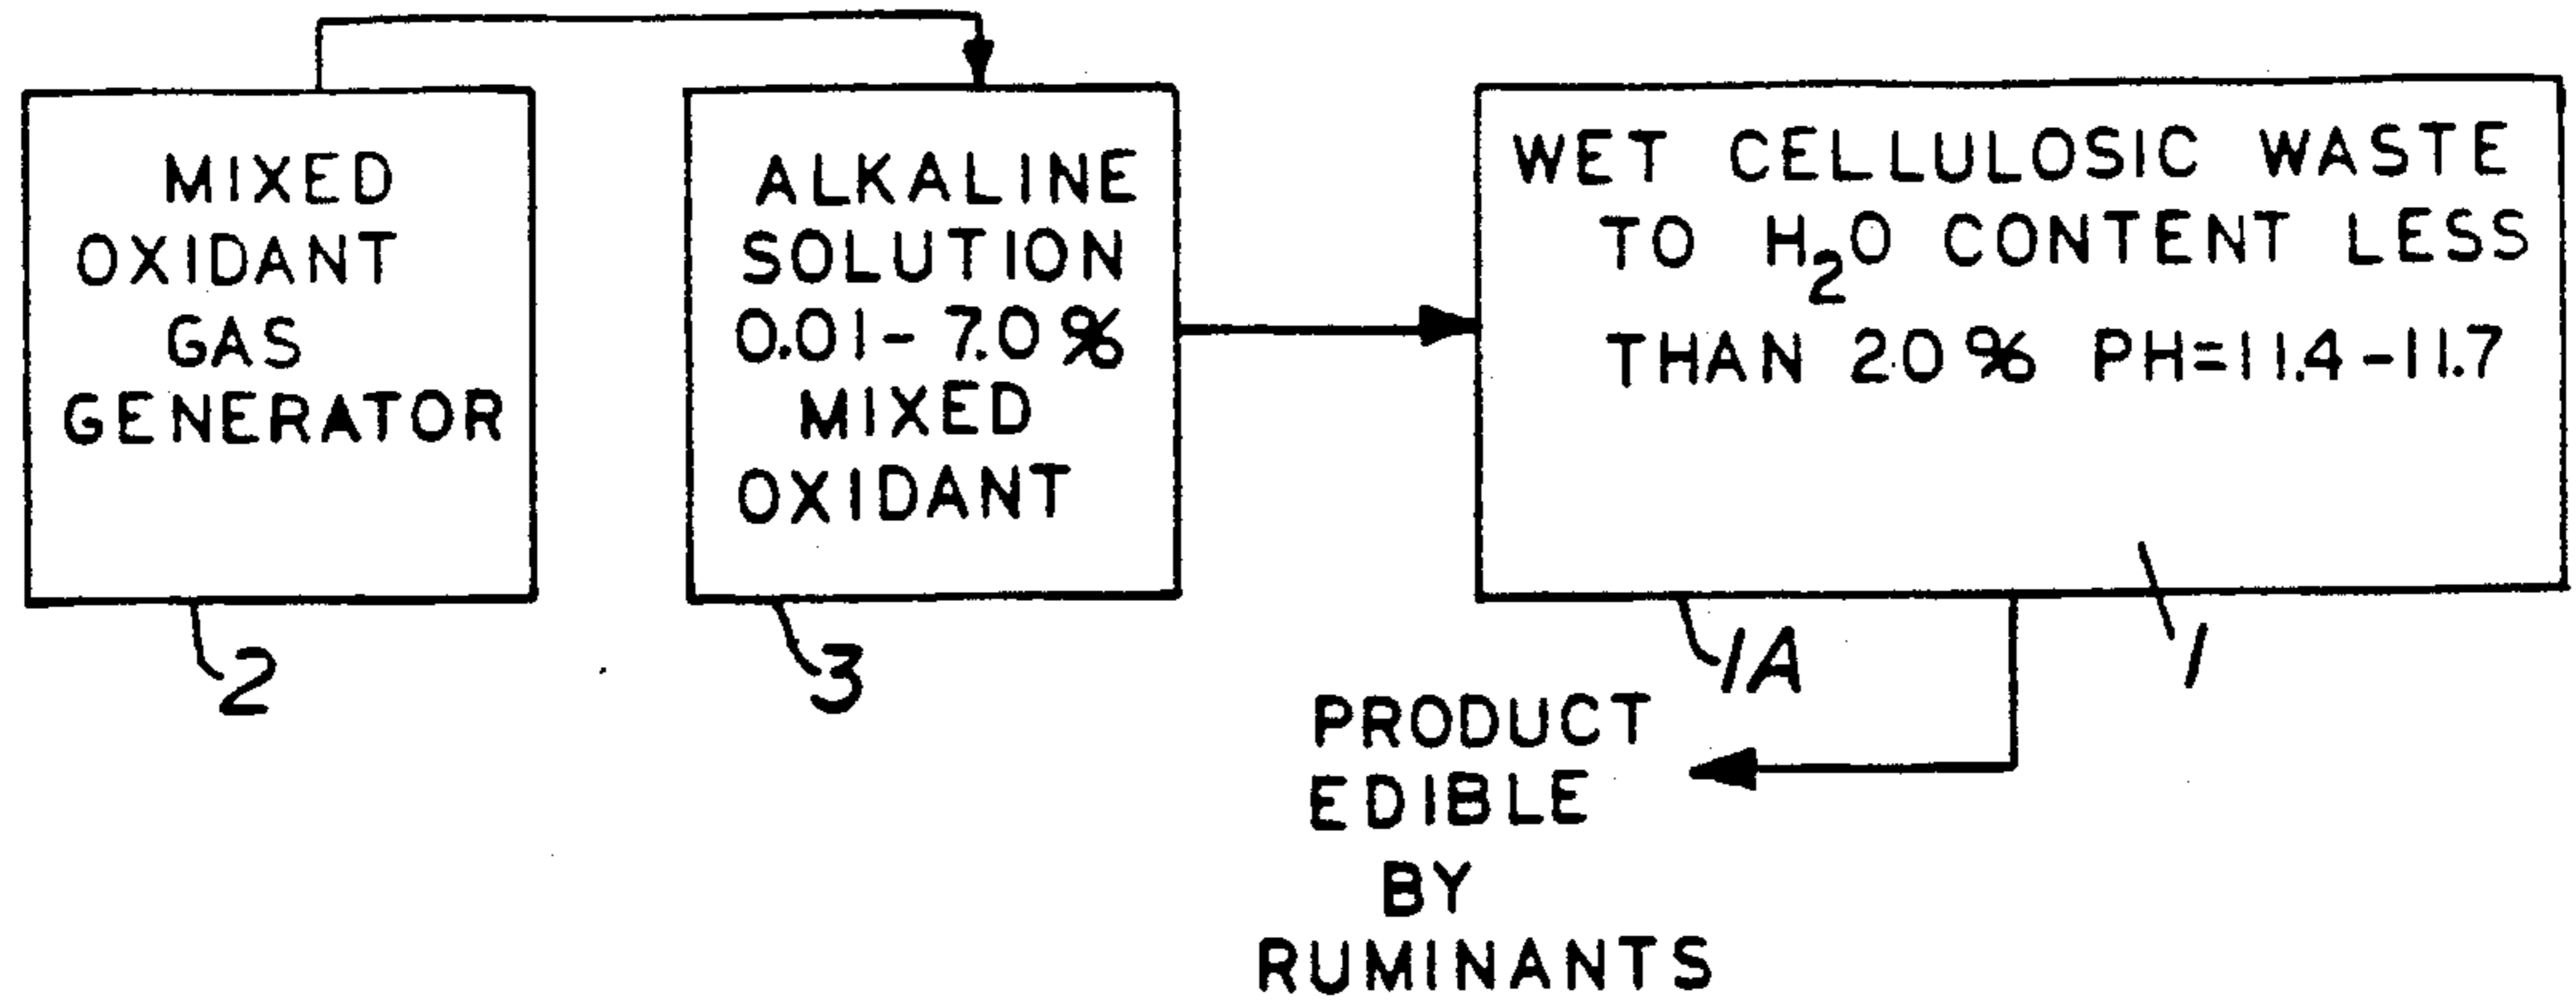 MIXED
OXIDANT
GAS
GENERATOR
2
ALKALINE
SOLUTION
0.01-7.0%
MIXED
OXIDANT
3
WET CELLULOSIC WASTE
TO H₂O CONTENT LESS
THAN 20% PH=11.4-11.7
1A
1
PRODUCT
EDIBLE
BY
RUMINANTS